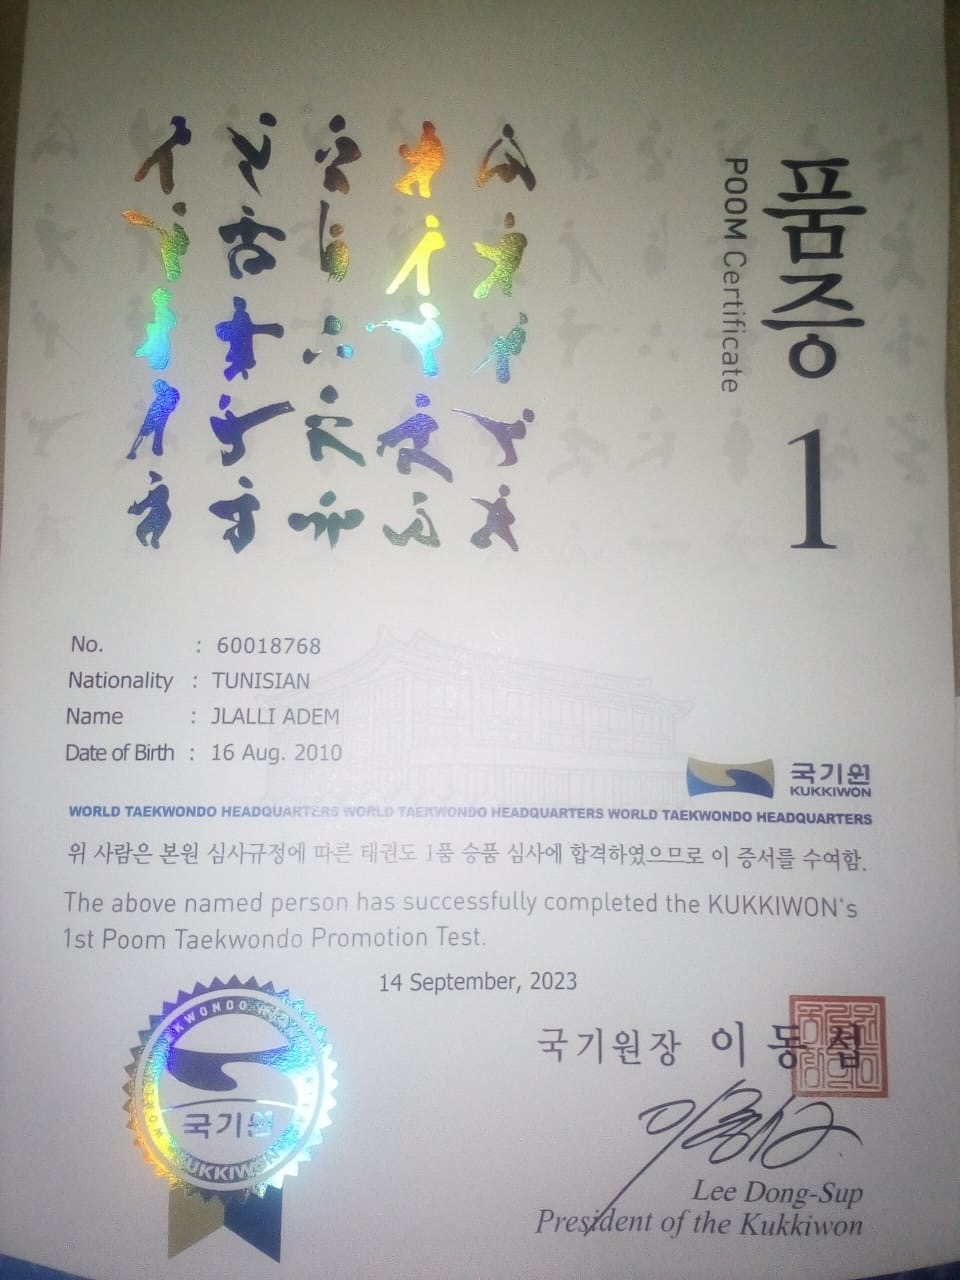 품증 1
POOM Certificate
No. : 60018768
Nationality : TUNISIAN
Name : JLALLI ADEM
Date of Birth : 16 Aug. 2010
국기원
KUKKIWON
WORLD TAEKWONDO HEADQUARTERS WORLD TAEKWONDO HEADQUARTERS WORLD TAEKWONDO HEADQUARTERS
위 사람은 본원 심사규정에 따른 태권도 1품 승품 심사에 합격하였으므로 이 증서를 수여함.
The above named person has successfully completed the KUKKIWON's
1st Poom Taekwondo Promotion Test.
14 September, 2023
국기원장 이동섭
Lee Dong-Sup
President of the Kukkiwon
국기원
KUKKIWON